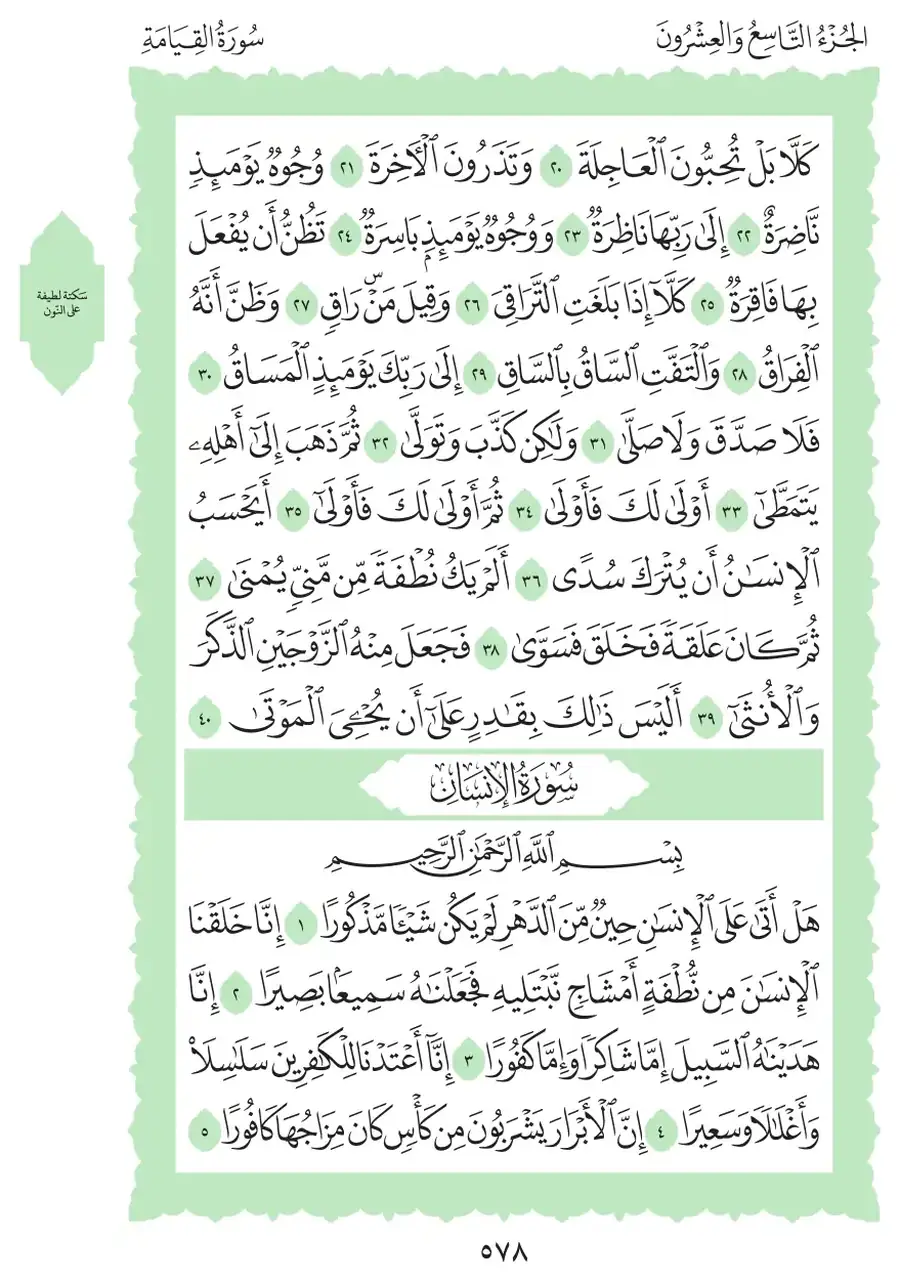 الجُزْءُ التَّاسِعُ وَالعِشْرُونَ
سُورَةُ القِيَامَةِ
كَلَّا بَلْ تُحِبُّونَ ٱلْعَاجِلَةَ ٢٠ وَتَذَرُونَ ٱلْأٓخِرَةَ ٢١ وُجُوهٞ يَوۡمَئِذٖ
نَّاضِرَةٌ ٢٢ إِلَىٰ رَبِّهَا نَاظِرَةٞ ٢٣ وَوُجُوهٞ يَوۡمَئِذِۭ بَاسِرَةٞ ٢٤ تَظُنُّ أَن يُفۡعَلَ
بِهَا فَاقِرَةٞ ٢٥ كَلَّآ إِذَا بَلَغَتِ ٱلتَّرَاقِيَ ٢٦ وَقِيلَ مَنۡۜ رَاقٖ ٢٧ وَظَنَّ أَنَّهُ
ٱلۡفِرَاقُ ٢٨ وَٱلۡتَفَّتِ ٱلسَّاقُ بِٱلسَّاقِ ٢٩ إِلَىٰ رَبِّكَ يَوۡمَئِذٍ ٱلۡمَسَاقُ ٣٠
فَلَا صَدَّقَ وَلَا صَلَّىٰ ٣١ وَلَٰكِن كَذَّبَ وَتَوَلَّىٰ ٣٢ ثُمَّ ذَهَبَ إِلَىٰٓ أَهۡلِهِۦ
يَتَمَطَّىٰٓ ٣٣ أَوۡلَىٰ لَكَ فَأَوۡلَىٰ ٣٤ ثُمَّ أَوۡلَىٰ لَكَ فَأَوۡلَىٰٓ ٣٥ أَيَحۡسَبُ
ٱلۡإِنسَٰنُ أَن يُتۡرَكَ سُدًى ٣٦ أَلَمۡ يَكُ نُطۡفَةٗ مِّن مَّنِيّٖ يُمۡنَىٰ ٣٧
ثُمَّ كَانَ عَلَقَةٗ فَخَلَقَ فَسَوَّىٰ ٣٨ فَجَعَلَ مِنۡهُ ٱلزَّوۡجَيۡنِ ٱلذَّكَرَ
وَٱلۡأُنثَىٰٓ ٣٩ أَلَيۡسَ ذَٰلِكَ بِقَٰدِرٍ عَلَىٰٓ أَن يُحۡـِۧيَ ٱلۡمَوۡتَىٰ ٤٠
سُورَةُ الإِنسَانِ
بِسۡمِ ٱللَّهِ ٱلرَّحۡمَٰنِ ٱلرَّحِيمِ
هَلۡ أَتَىٰ عَلَى ٱلۡإِنسَٰنِ حِينٞ مِّنَ ٱلدَّهۡرِ لَمۡ يَكُن شَيۡـٔٗا مَّذۡكُورًا ١ إِنَّا خَلَقۡنَا
ٱلۡإِنسَٰنَ مِن نُّطۡفَةٍ أَمۡشَاجٖ نَّبۡتَلِيهِ فَجَعَلۡنَٰهُ سَمِيعَۢا بَصِيرًا ٢ إِنَّا
هَدَيۡنَٰهُ ٱلسَّبِيلَ إِمَّا شَاكِرٗا وَإِمَّا كَفُورًا ٣ إِنَّآ أَعۡتَدۡنَا لِلۡكَٰفِرِينَ سَلَٰسِلَاْ
وَأَغۡلَٰلٗا وَسَعِيرًا ٤ إِنَّ ٱلۡأَبۡرَارَ يَشۡرَبُونَ مِن كَأۡسٖ كَانَ مِزَاجُهَا كَافُورًا ٥
سَكتة لطيفة
على النّون
٥٧٨